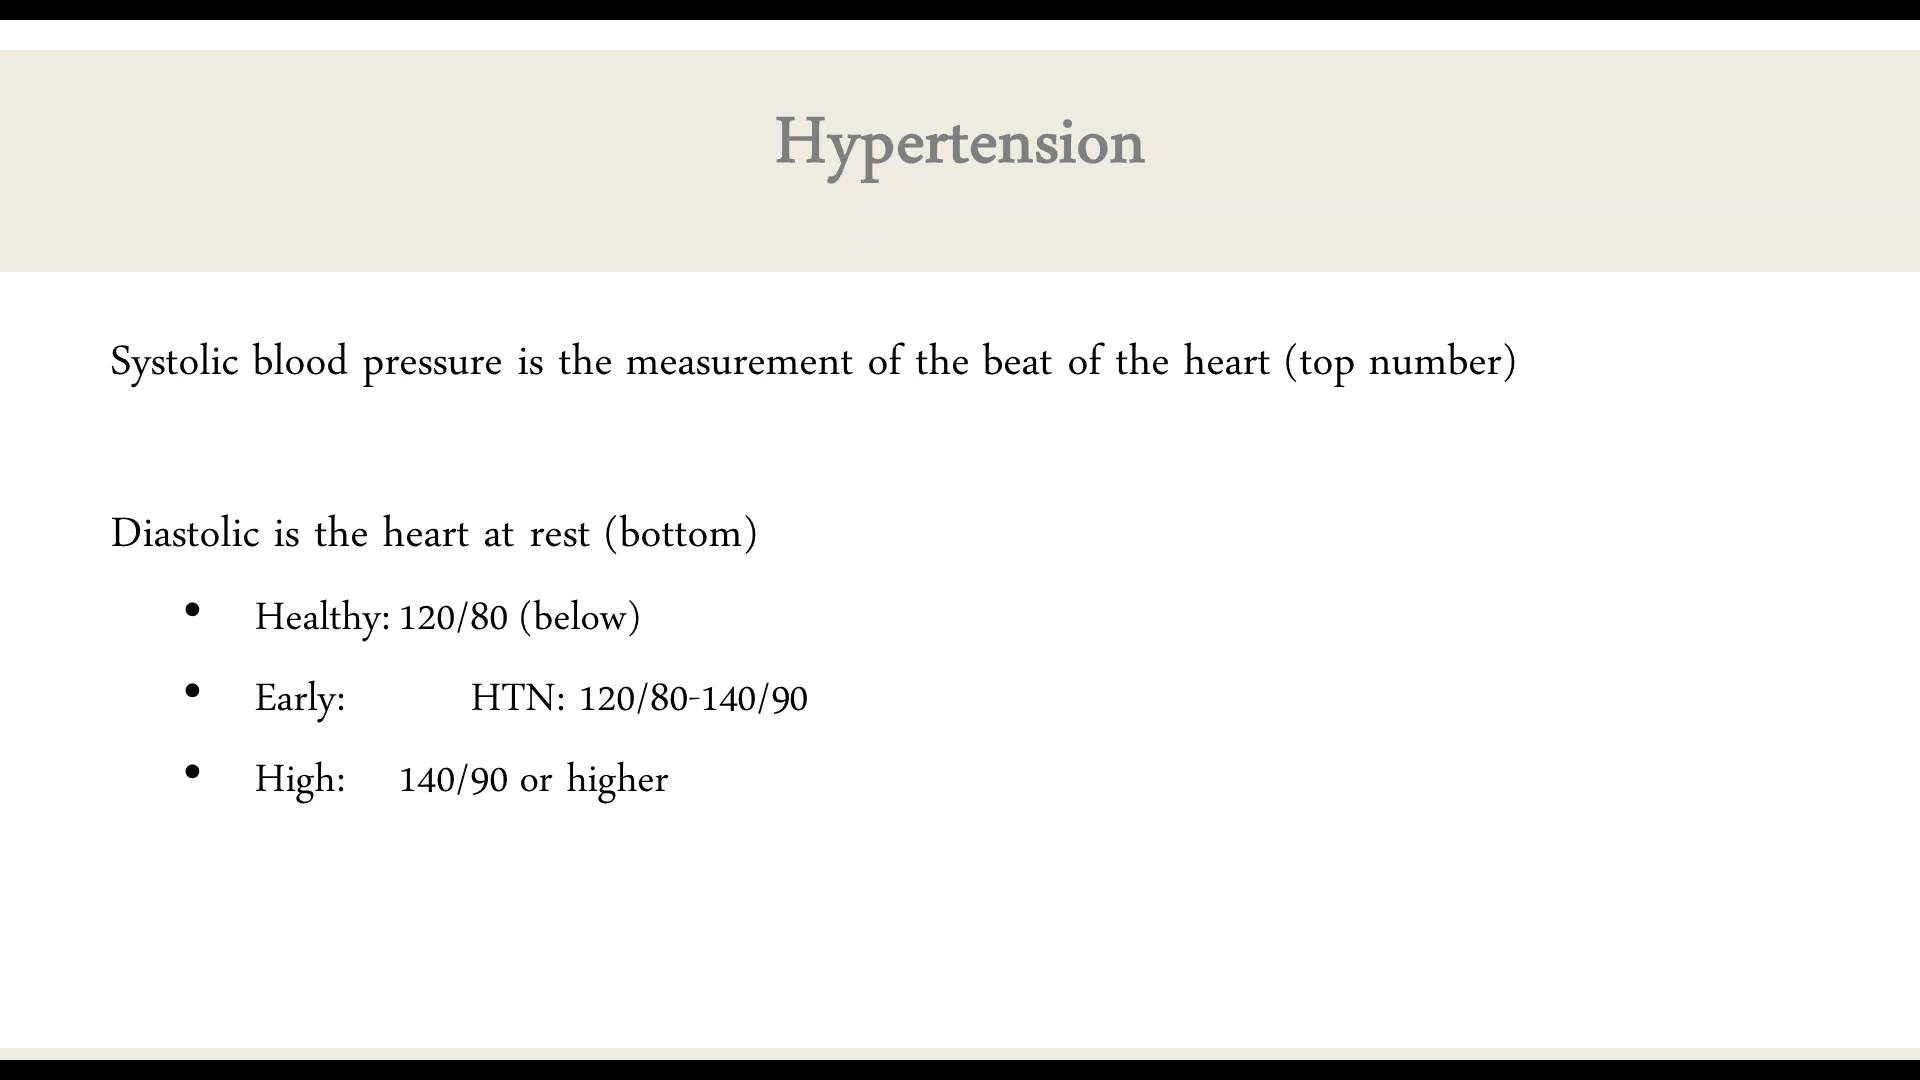 Hypertension
Systolic blood pressure is the measurement of the beat of the heart (top number)
Diastolic is the heart at rest (bottom)
• Healthy: 120/80 (below)
• Early: HTN: 120/80-140/90
• High: 140/90 or higher